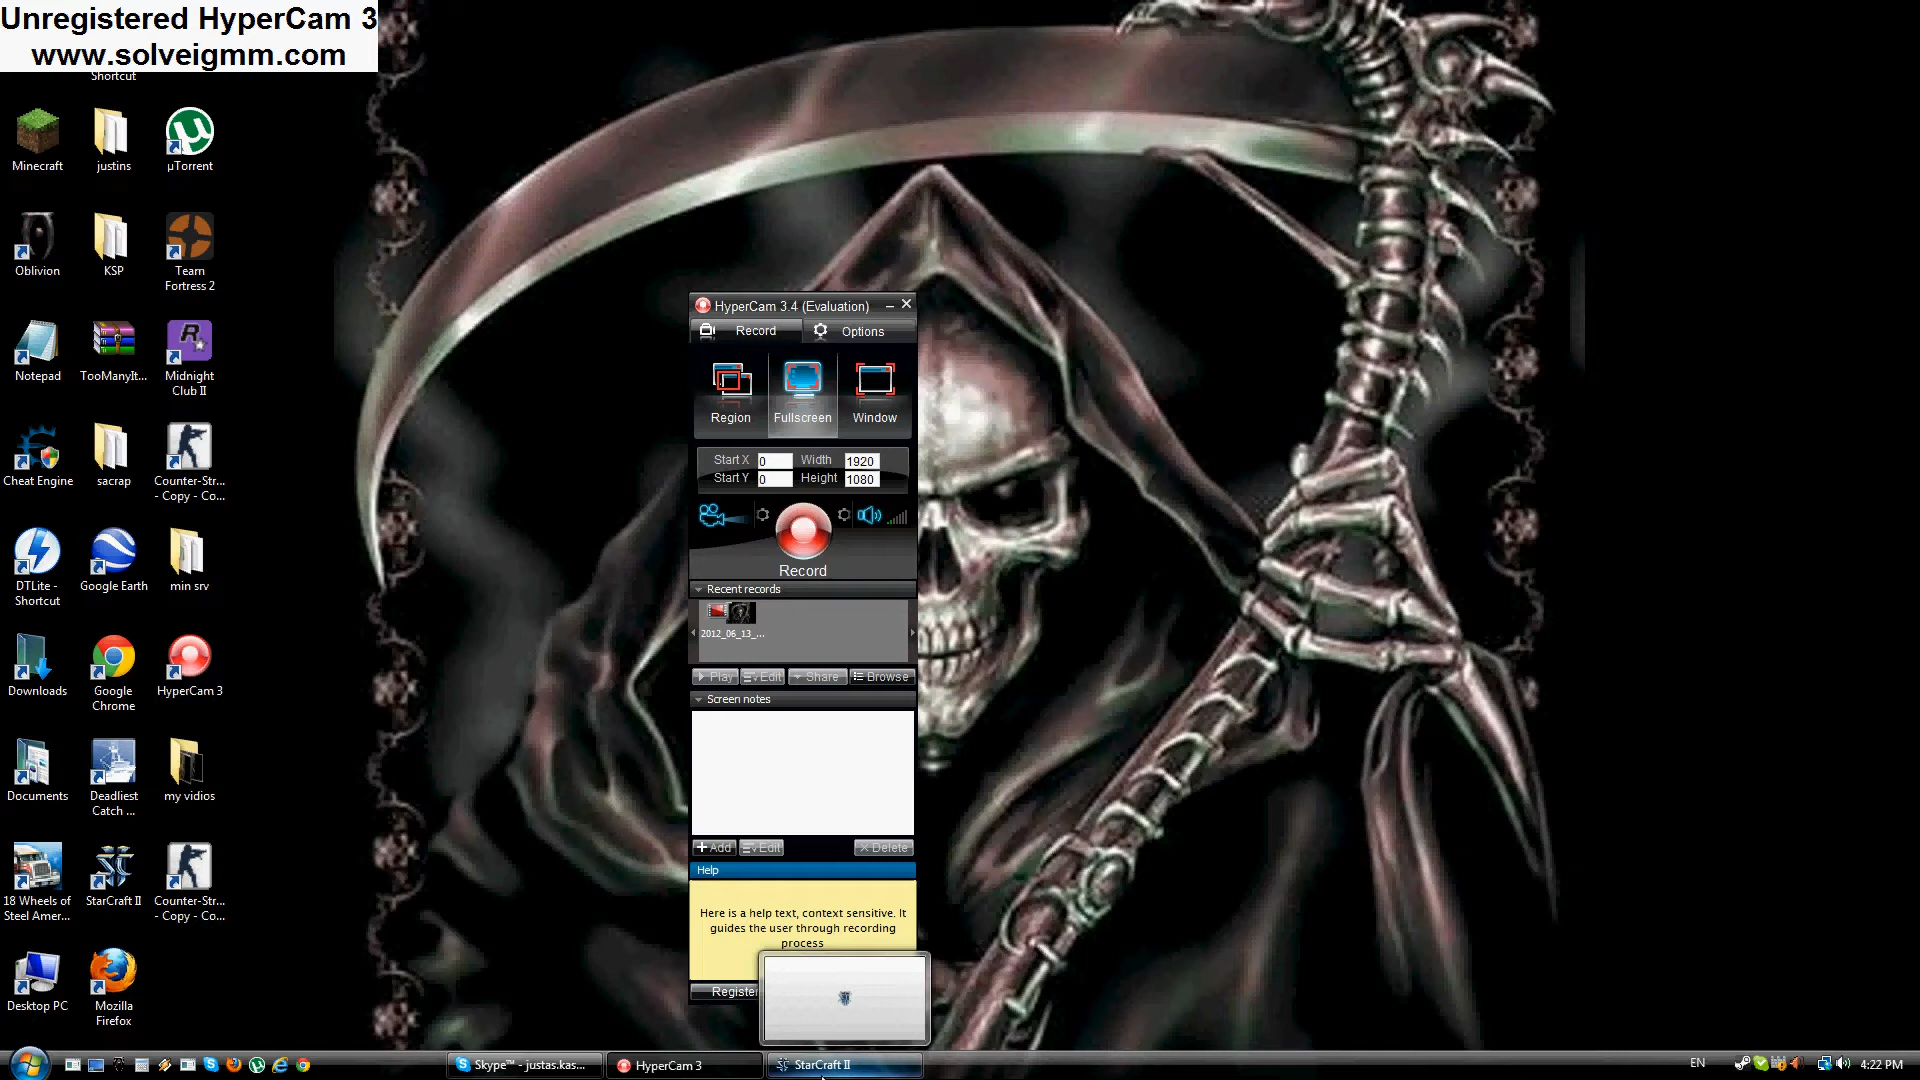 Unregistered HyperCam 3
www.solveigmm.com
Shortcut
Minecraft
justins
µTorrent
Oblivion
KSP
Team
Fortress 2
Notepad
TooManyIt...
Midnight
Club II
Cheat Engine
sacrap
Counter-Str...
- Copy - Co...
DTLite -
Shortcut
Google Earth
min srv
Downloads
Google
Chrome
HyperCam 3
Documents
Deadliest
Catch ...
my vidios
18 Wheels of
Steel Amer...
StarCraft II
Counter-Str...
- Copy - Co...
Desktop PC
Mozilla
Firefox
HyperCam 3.4 (Evaluation)
Record
Options
Region
Fullscreen
Window
Start X 0 Width 1920
Start Y 0 Height 1080
Record
Recent records
2012_06_13_...
Play
Edit
Share
Browse
Screen notes
Add
Edit
Delete
Help
Here is a help text, context sensitive. It
guides the user through recording
process
Register
Skype™ - justas.kas...
HyperCam 3
StarCraft II
EN
4:22 PM